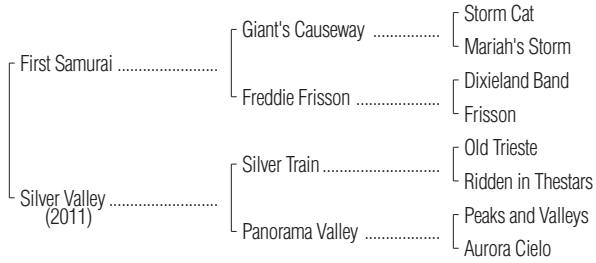 Storm Cat
Giant's Causeway ................
Mariah's Storm
First Samurai ........................
Dixieland Band
Freddie Frisson ....................
Frisson
Old Trieste
Silver Train ............................
Ridden in Thestars
Silver Valley ..........................
(2011)
Peaks and Valleys
Panorama Valley ..................
Aurora Cielo